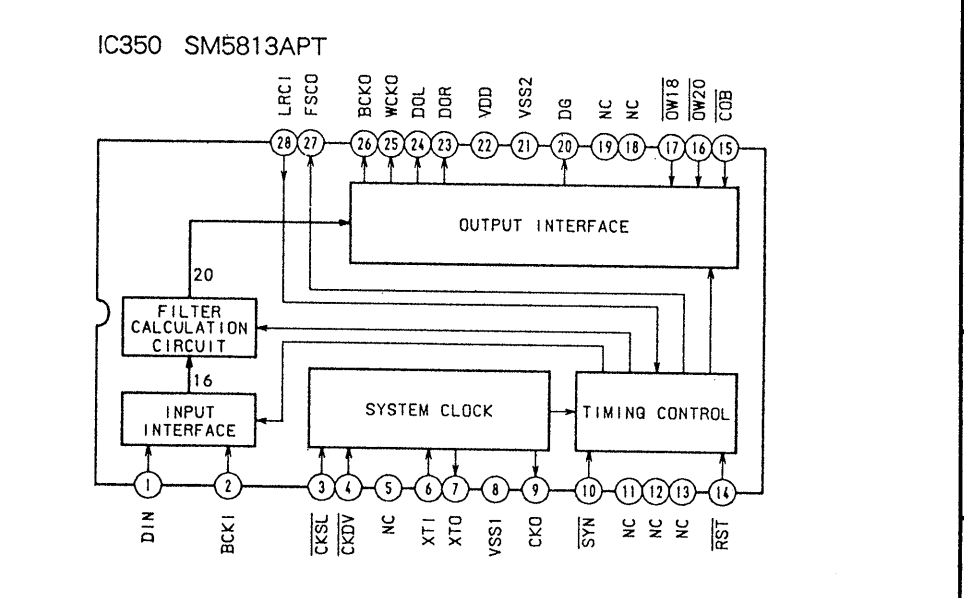 IC350 SM5813APT
LRCI FSCO BCKO WCKO DOL DOR VDD VSS2 DG NC NC OW18 OW20 COB
28 27 26 25 24 23 22 21 20 19 18 17 16 15
OUTPUT INTERFACE
20
FILTER
CALCULATION
CIRCUIT
16
INPUT
INTERFACE
SYSTEM CLOCK
TIMING CONTROL
1 2 3 4 5 6 7 8 9 10 11 12 13 14
DIN BCKI CKSL CKDV NC XTI XTO VSS1 CKO SYN NC NC NC RST